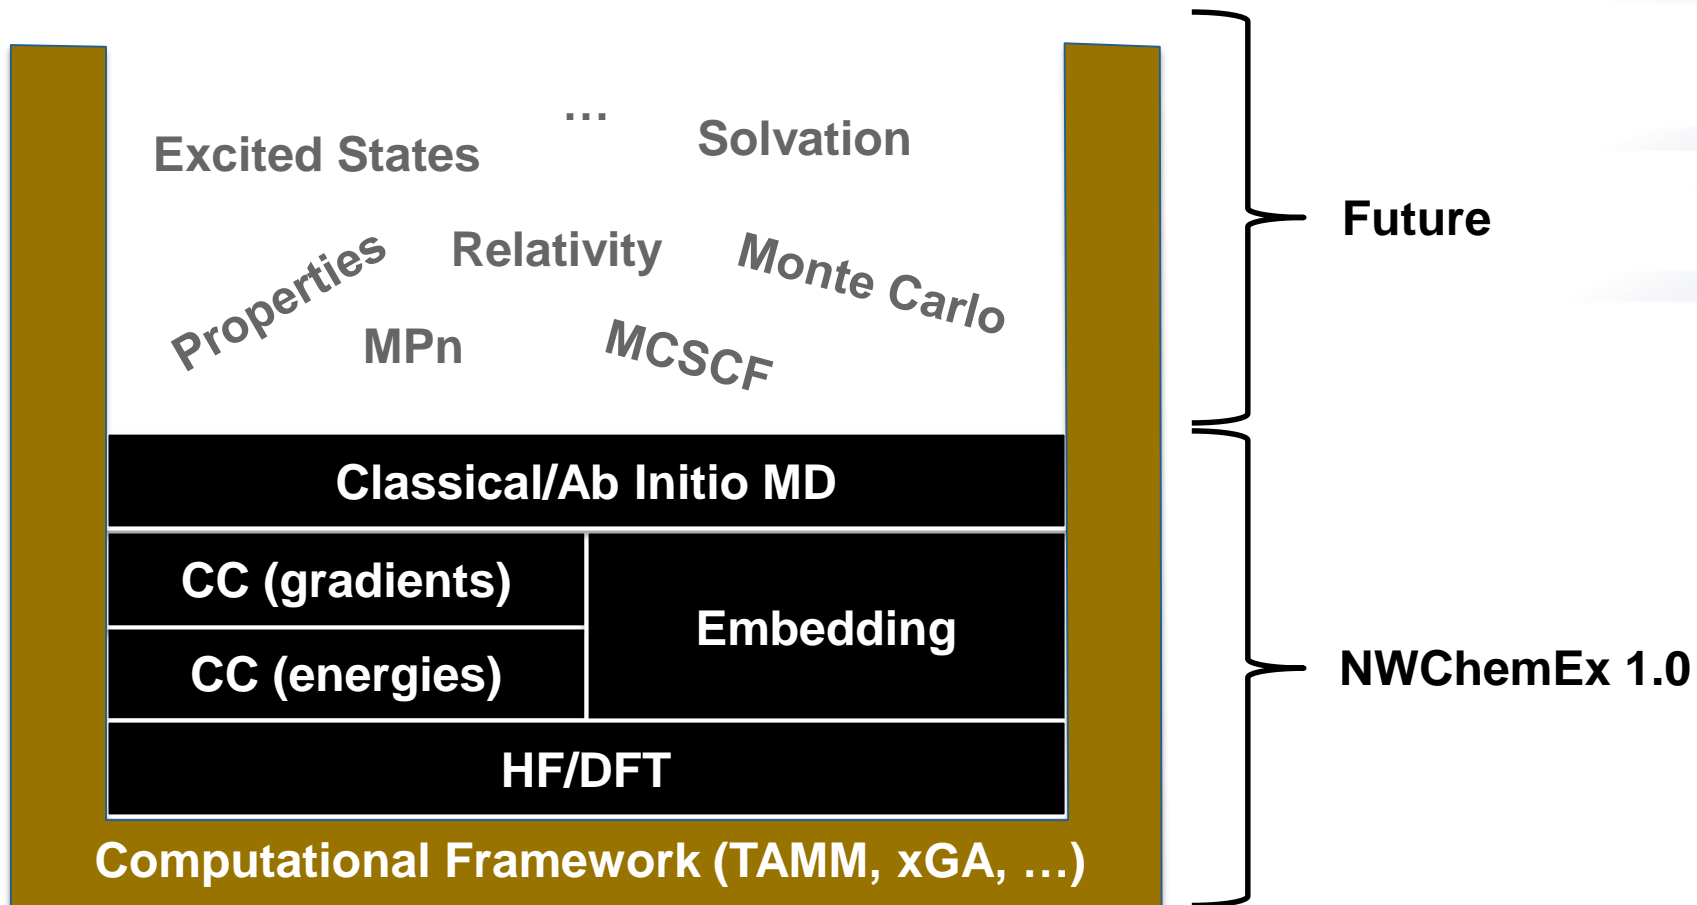 …
Excited States
Solvation
Properties
Relativity
Monte Carlo
MPn
MCSCF
Future
Classical/Ab Initio MD
CC (gradients)
CC (energies)
Embedding
HF/DFT
NWChemEx 1.0
Computational Framework (TAMM, xGA, …)